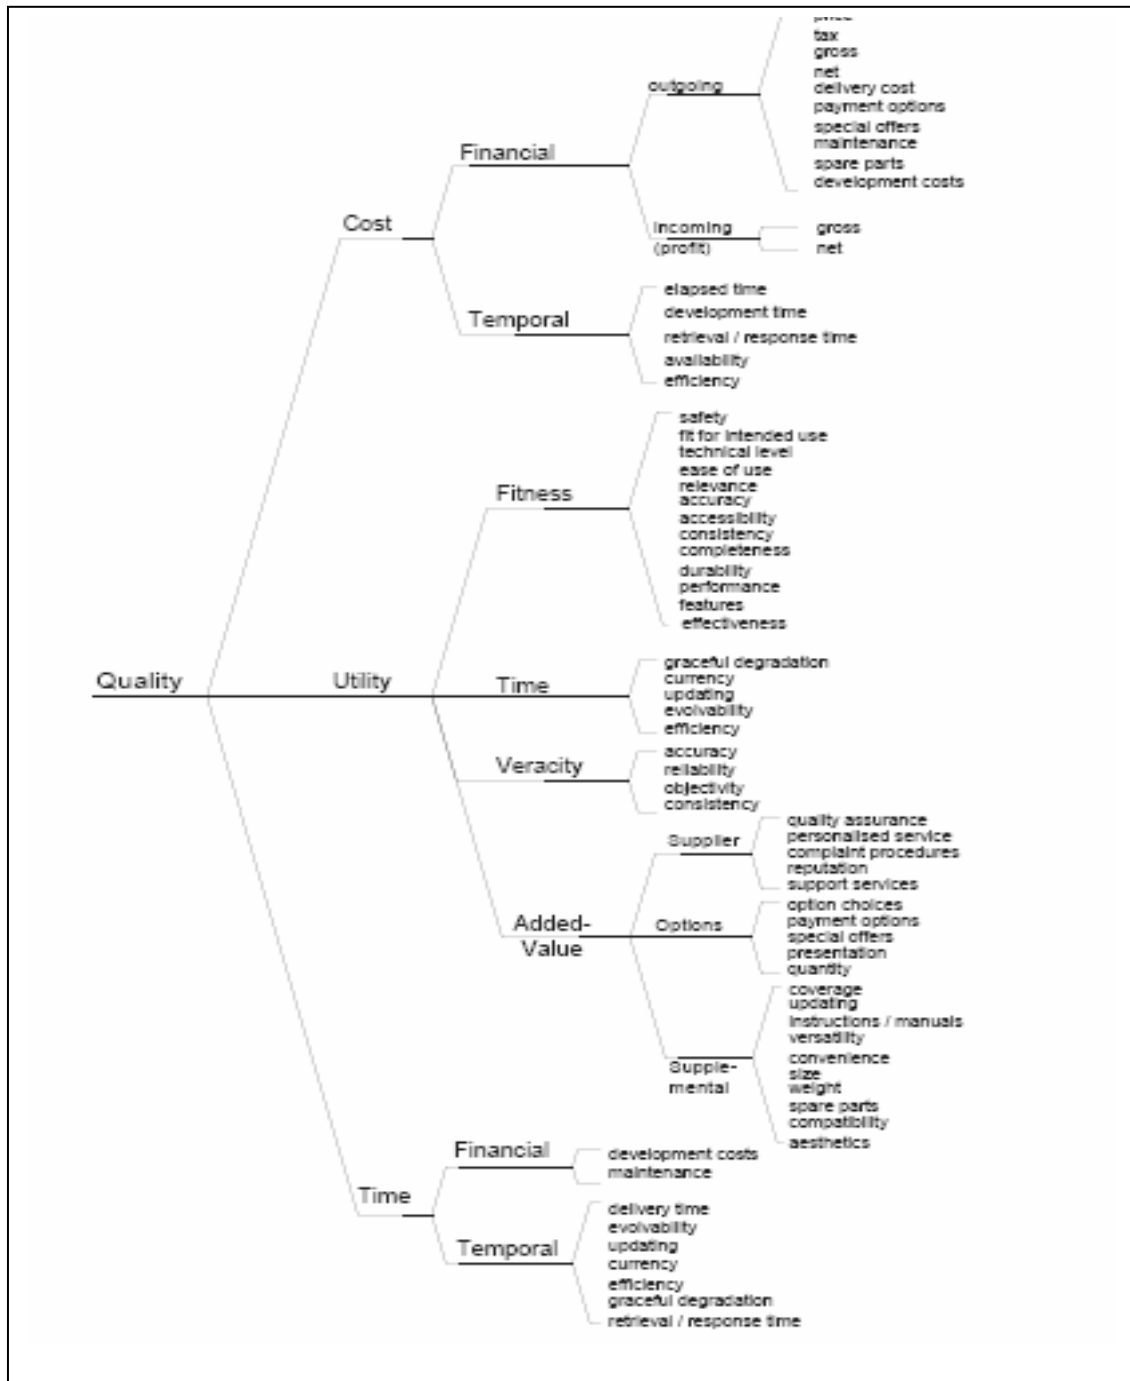 price
tax
gross
net
delivery cost
payment options
special offers
maintenance
spare parts
development costs
outgoing
Financial
Incoming
(profit)
gross
net
Cost
elapsed time
development time
retrieval / response time
availability
efficiency
Temporal
safety
fit for intended use
technical level
ease of use
relevance
accuracy
accessibility
consistency
completeness
durability
performance
features
effectiveness
Fitness
Quality
Utility
Time
graceful degradation
currency
updating
evolvability
efficiency
Veracity
accuracy
reliability
objectivity
consistency
Supplier
quality assurance
personalised service
complaint procedures
reputation
support services
Added-
Value
Options
option choices
payment options
special offers
presentation
quantity
coverage
updating
instructions / manuals
versatility
convenience
size
weight
spare parts
compatibility
aesthetics
Supple-
mental
Financial
development costs
maintenance
Time
Temporal
delivery time
evolvability
updating
currency
efficiency
graceful degradation
retrieval / response time